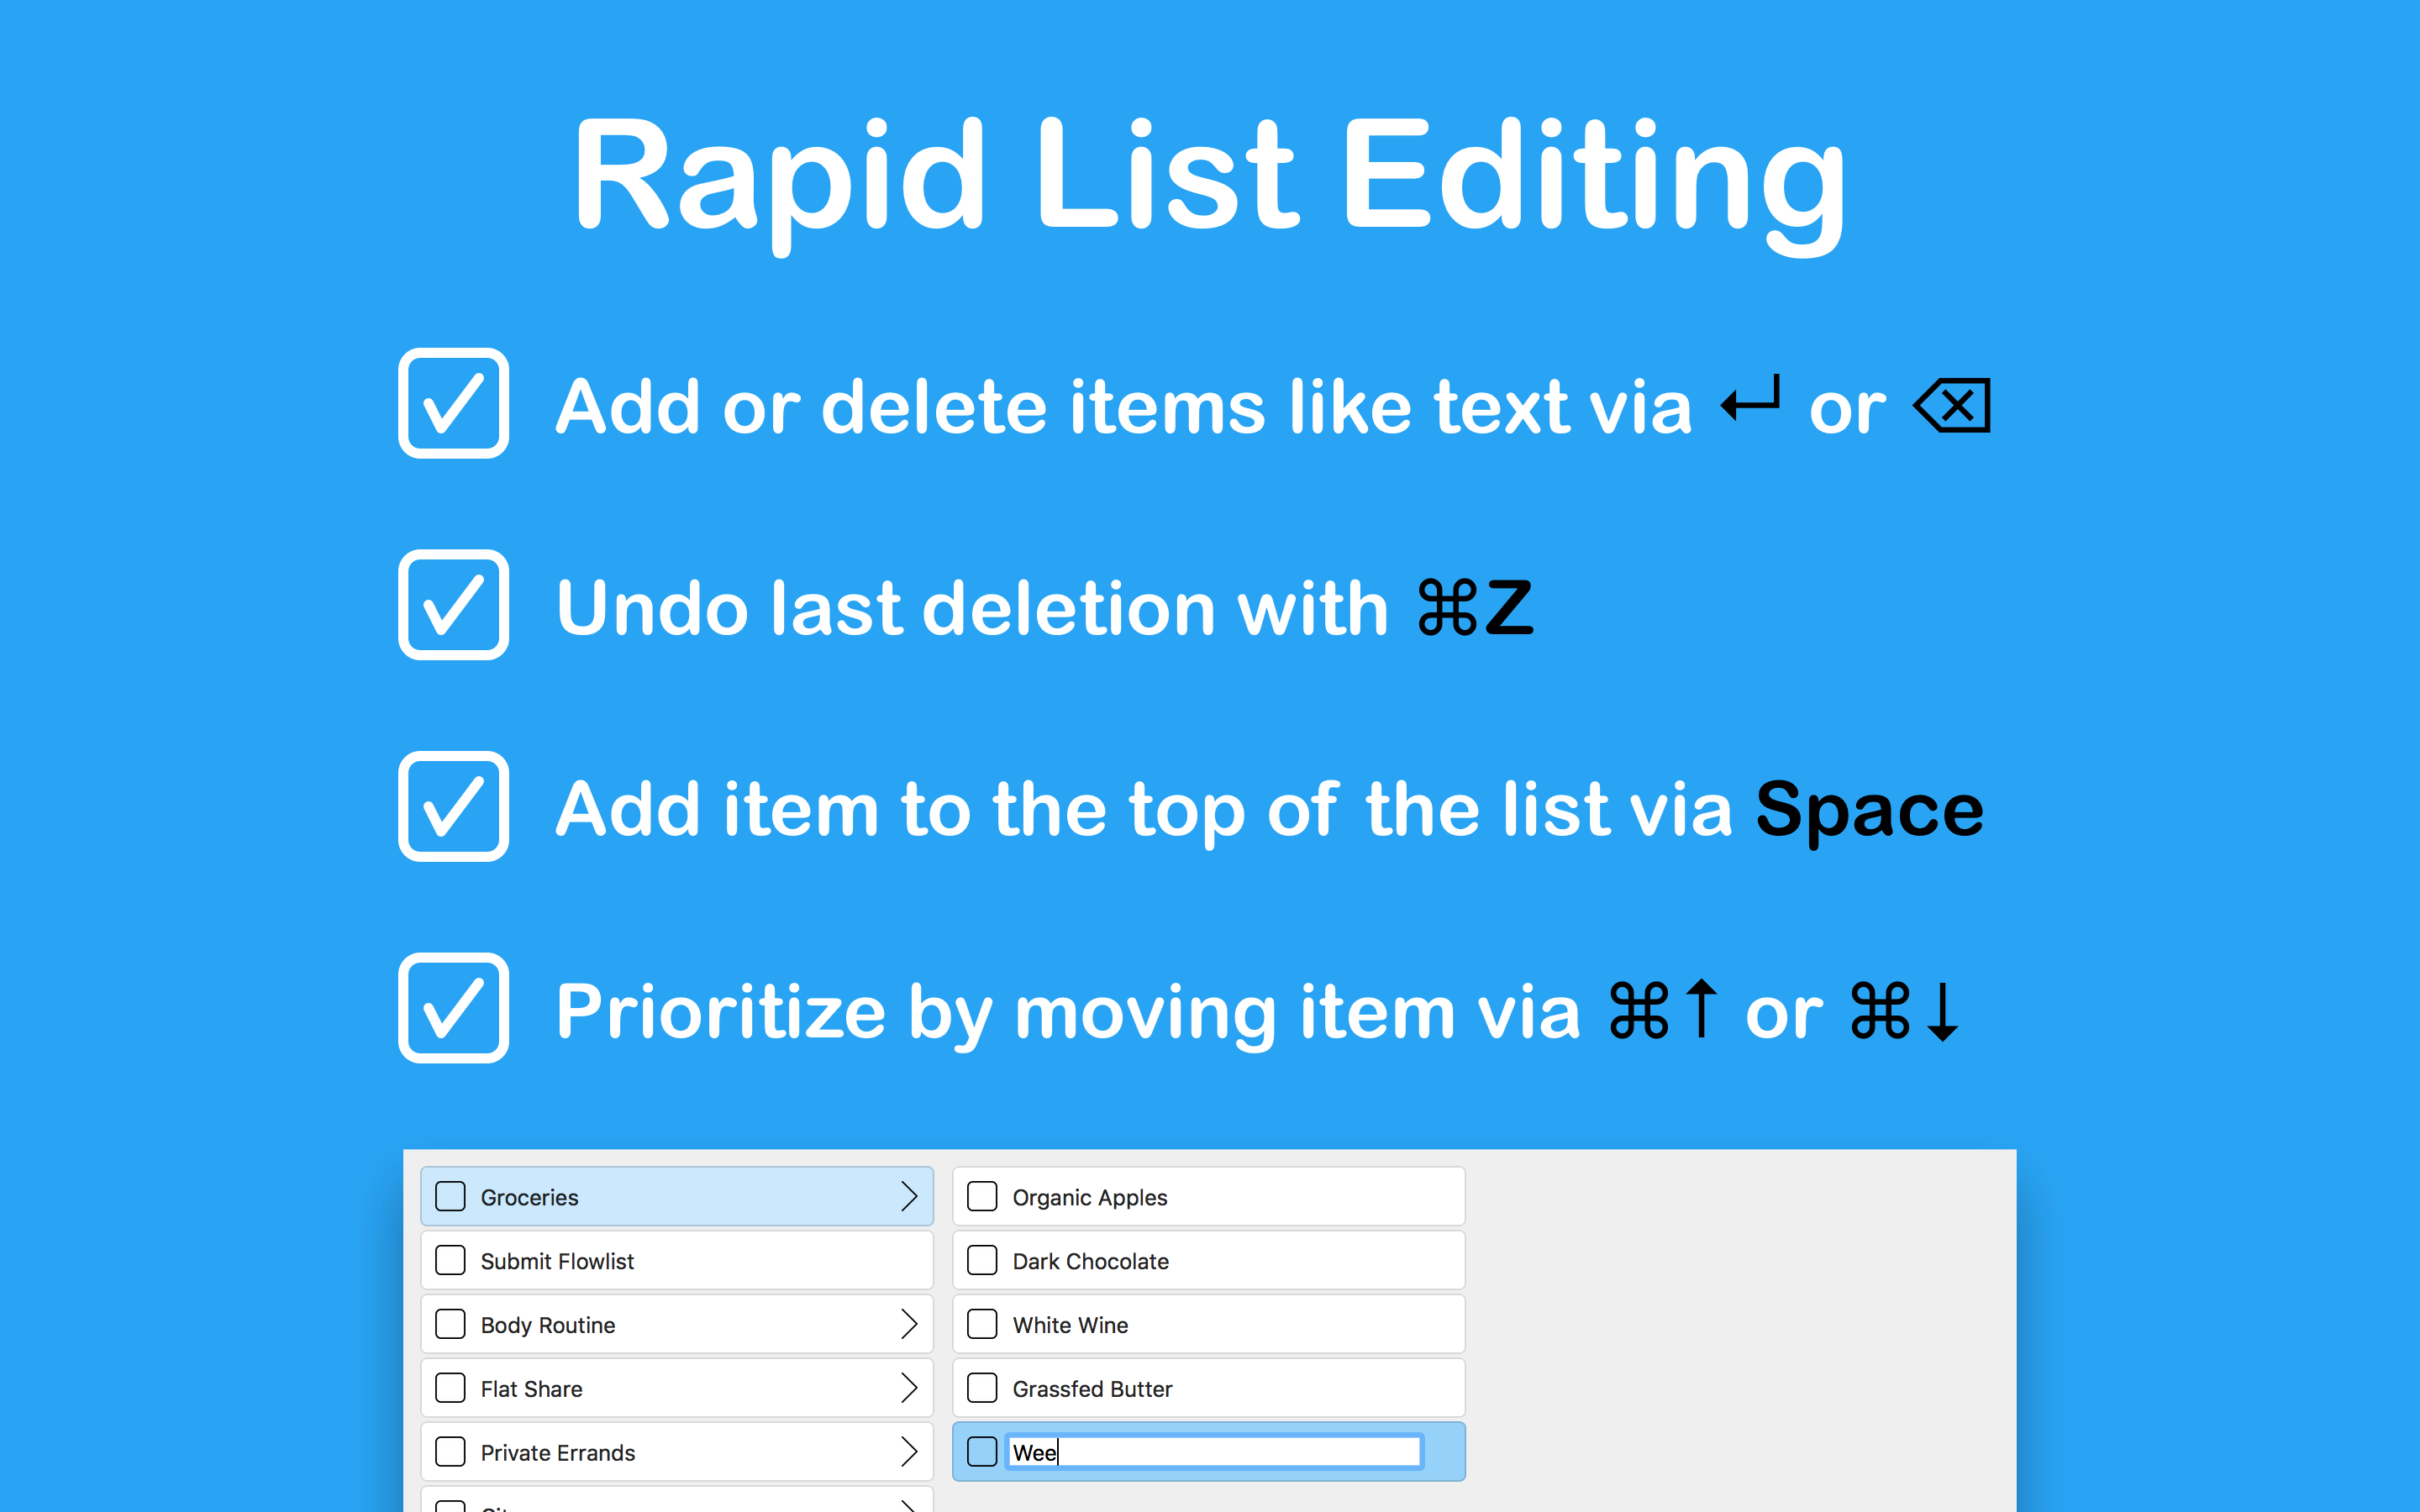 Rapid List Editing
Add or delete items like text via ↵ or ⌫
Undo last deletion with ⌘Z
Add item to the top of the list via Space
Prioritize by moving item via ⌘↑ or ⌘↓
Groceries
Submit Flowlist
Body Routine
Flat Share
Private Errands
Organic Apples
Dark Chocolate
White Wine
Grassfed Butter
Wee